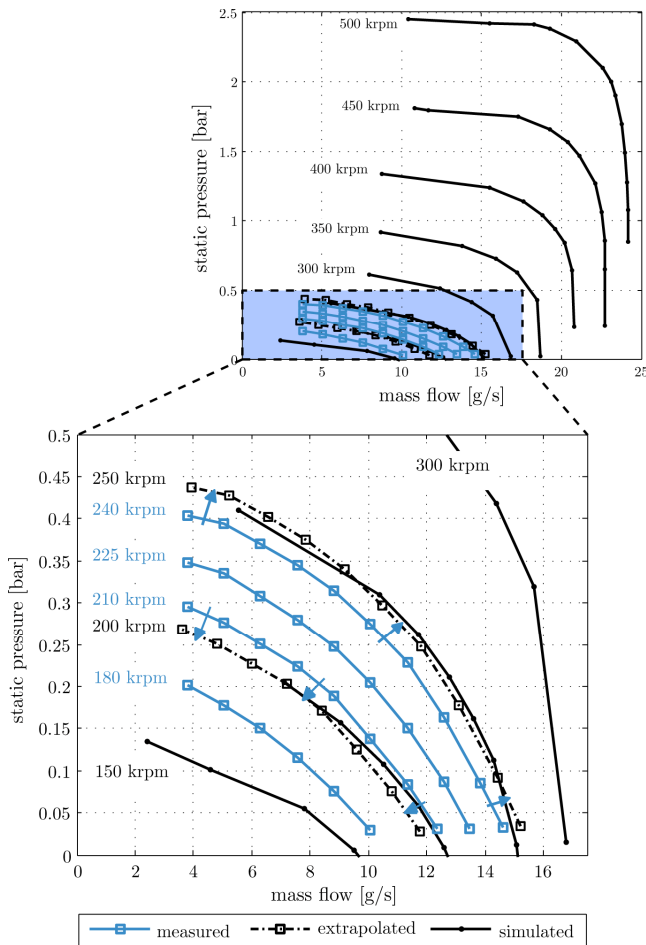 2.5
500 krpm
2
450 krpm
1.5
400 krpm
1
350 krpm
300 krpm
0.5
0
static pressure [bar]
0 5 10 15 20 25
mass flow [g/s]
0.5
300 krpm
250 krpm
0.45
240 krpm
0.4
0.35
225 krpm
0.3
210 krpm
200 krpm
0.25
180 krpm
0.2
0.15
150 krpm
0.1
0.05
0
static pressure [bar]
0 2 4 6 8 10 12 14 16
mass flow [g/s]
measured extrapolated simulated